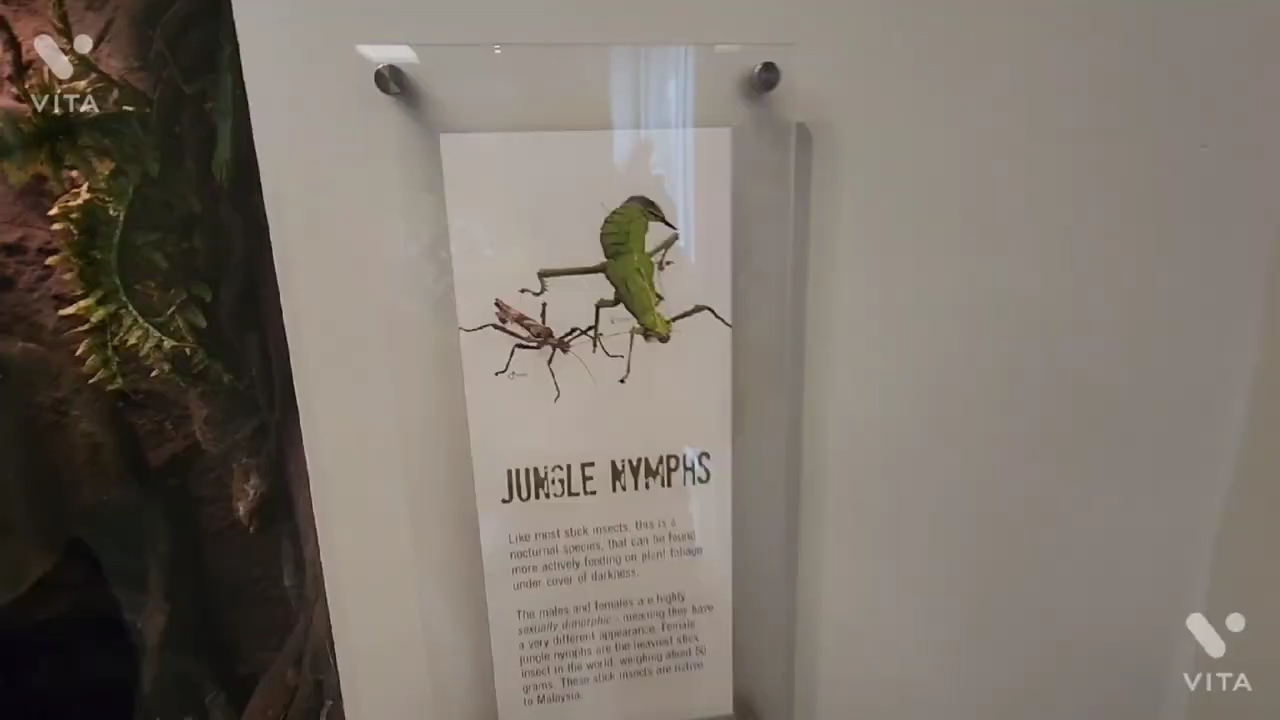 VITA
JUNGLE NYMPHS
Like most stick insects, this is a
nocturnal species, that can be found
more actively feeding on plant foliage
under cover of darkness.
The males and females are highly
sexually dimorphic - meaning they have
a very different appearance. Female
jungle nymphs are the heaviest stick
insect in the world, weighing about 50
grams. These stick insects are native
to Malaysia.
VITA